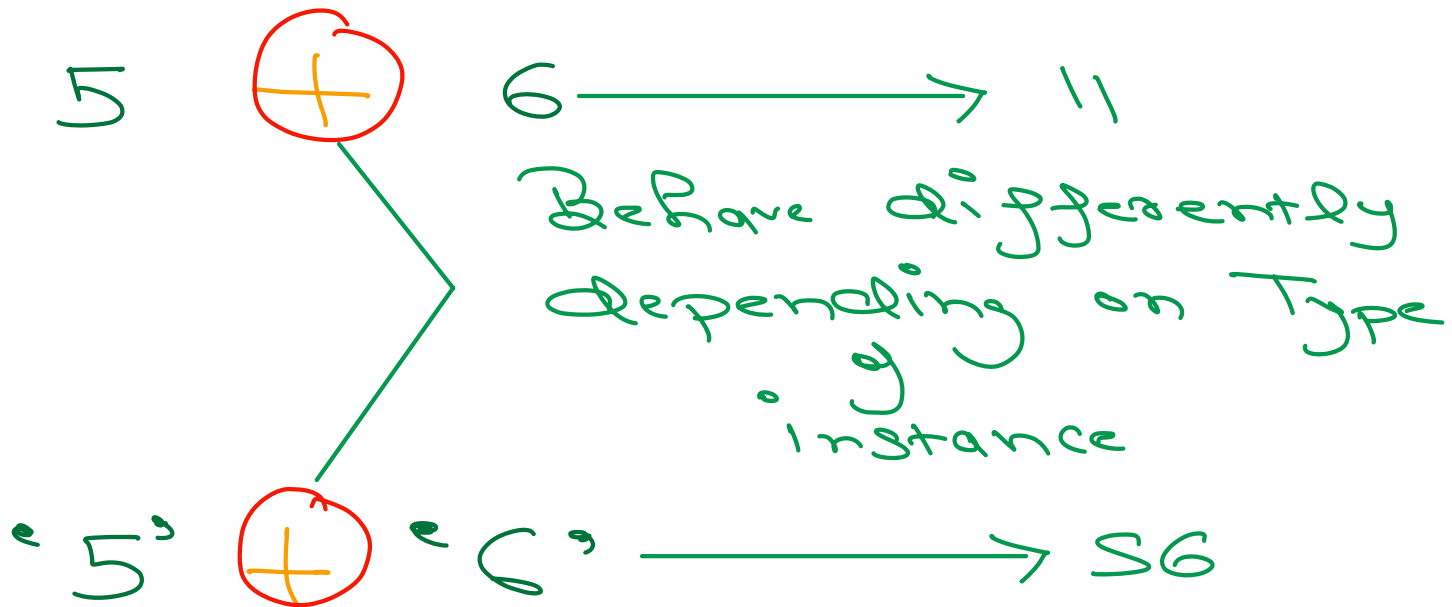 5 + 6 → 11
Behave differently
depending on Type
of
instance
"5" + "6" → 56